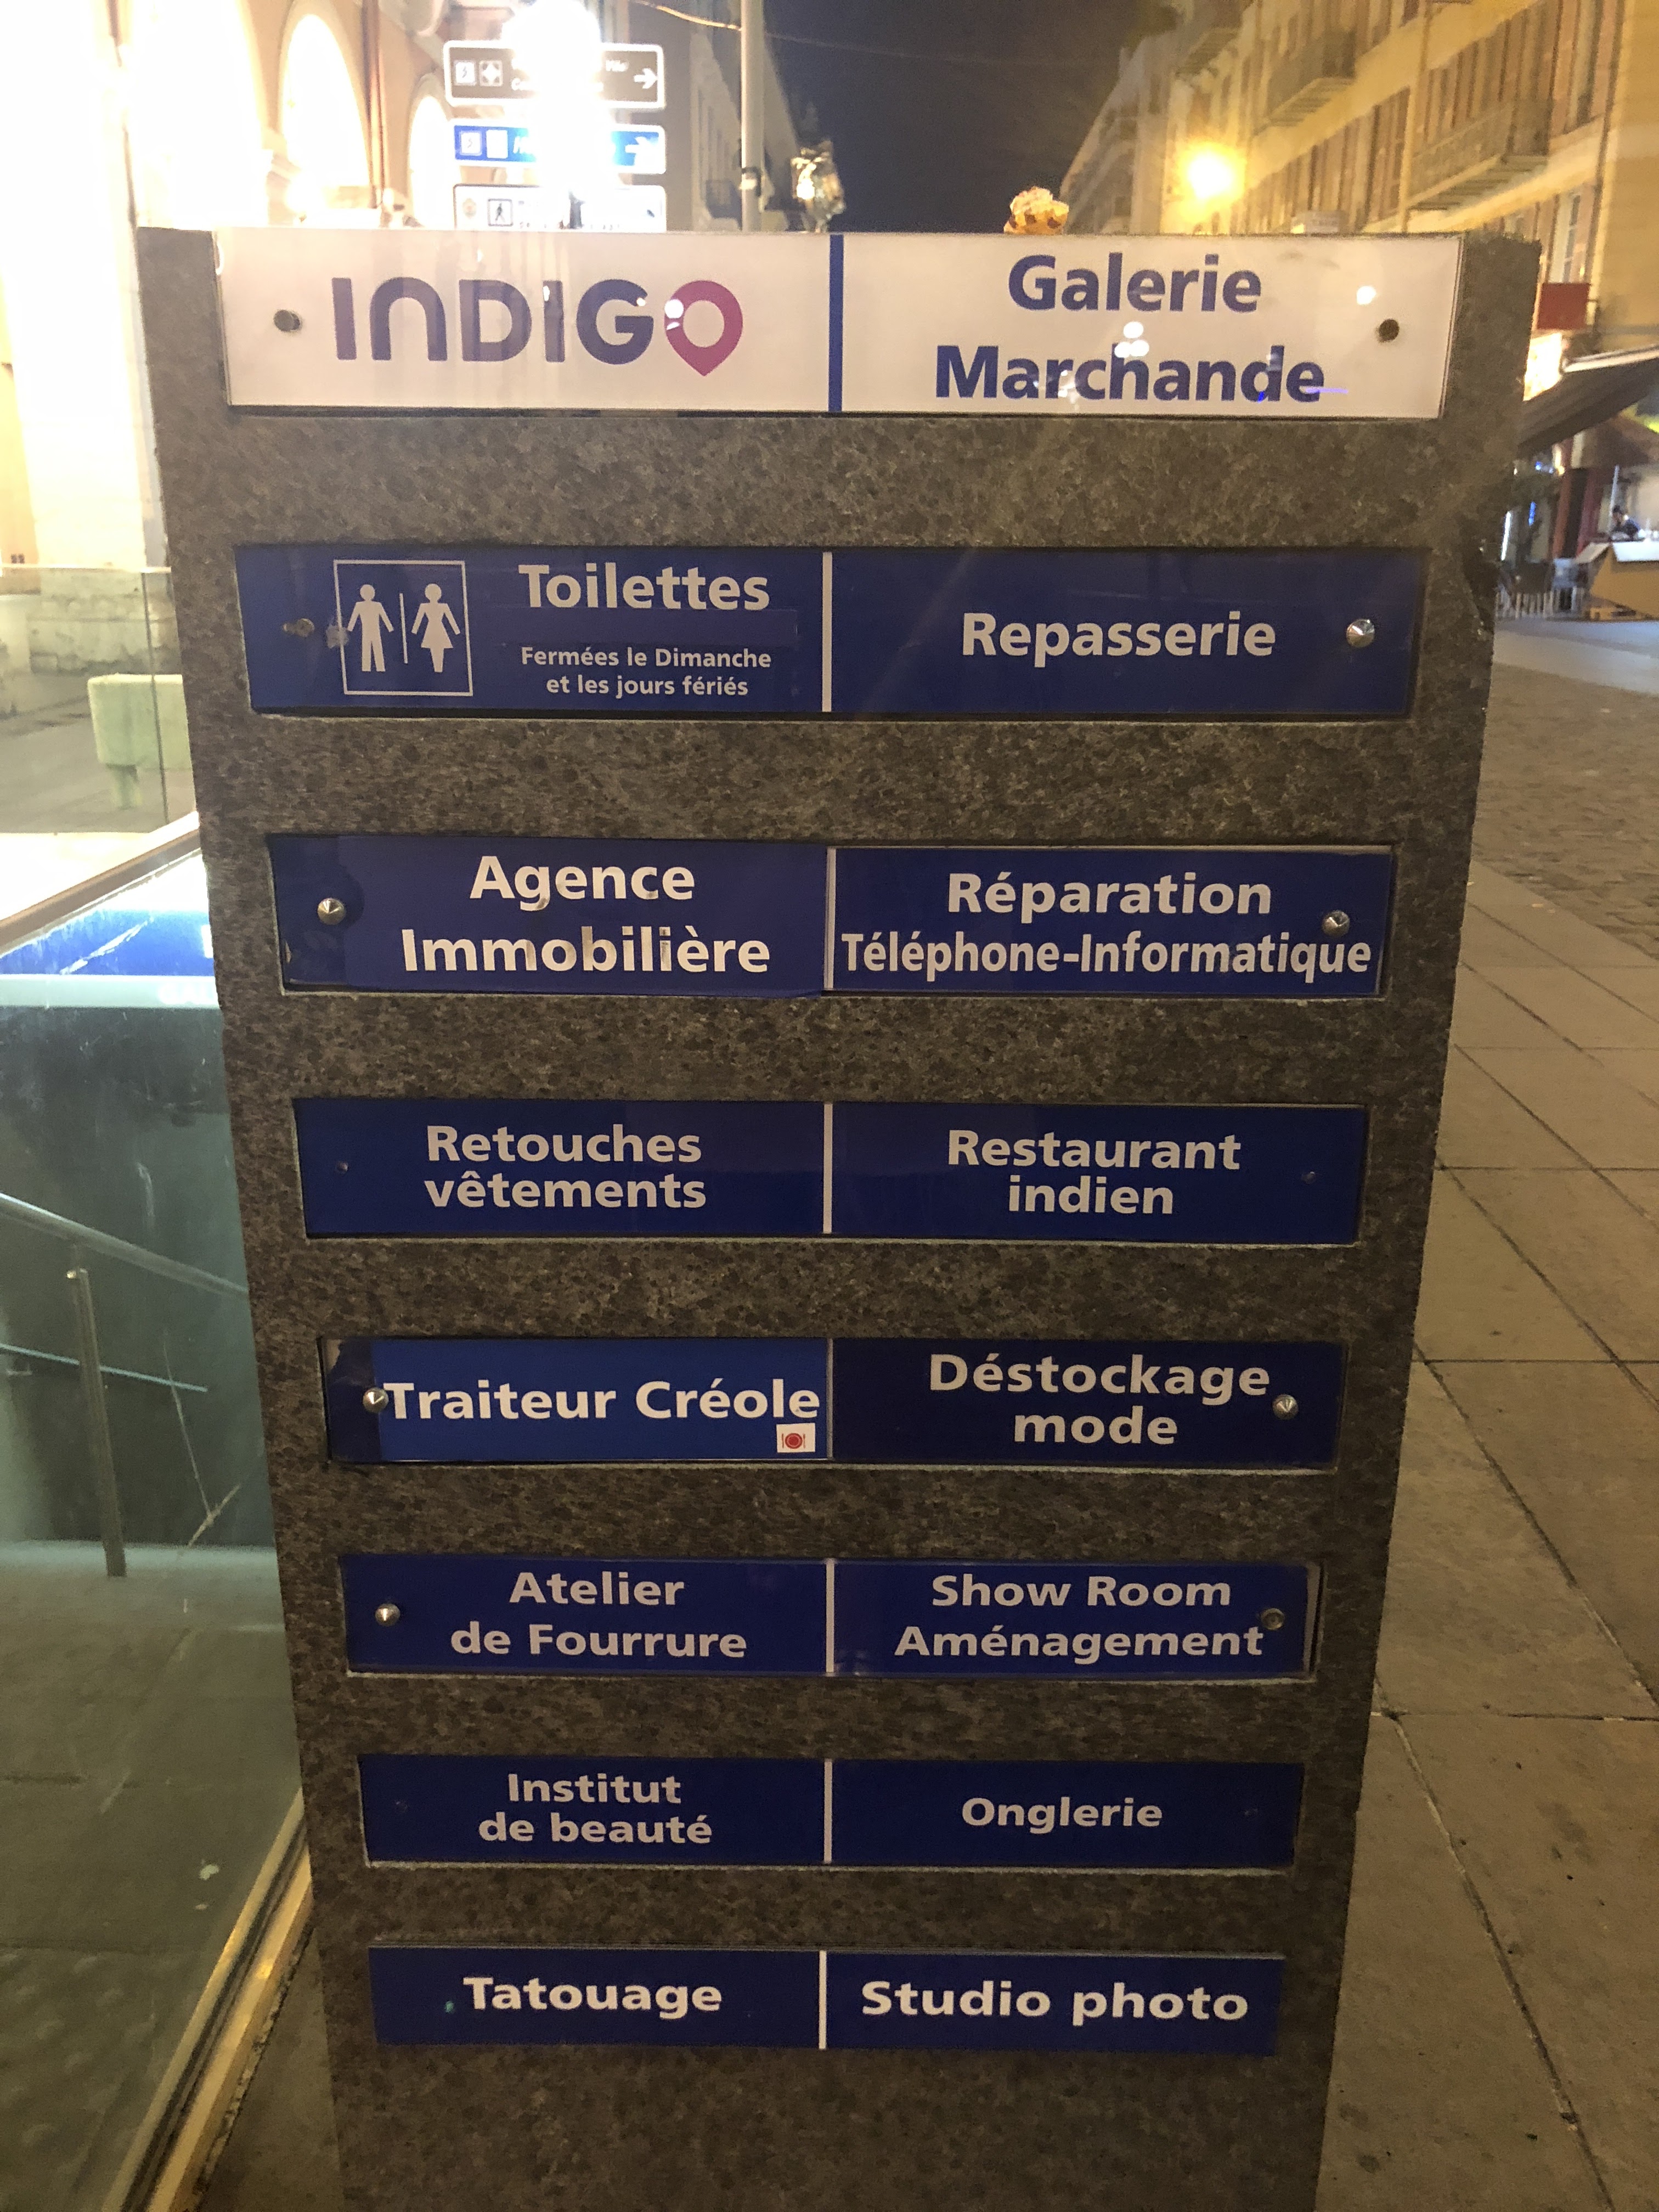 INDIGO
Galerie
Marchande
Toilettes
Fermées le Dimanche
et les jours fériés
Repasserie
Agence
Immobilière
Réparation
Téléphone-Informatique
Retouches
vêtements
Restaurant
indien
Traiteur Créole
Déstockage
mode
Atelier
de Fourrure
Show Room
Aménagement
Institut
de beauté
Onglerie
Tatouage
Studio photo